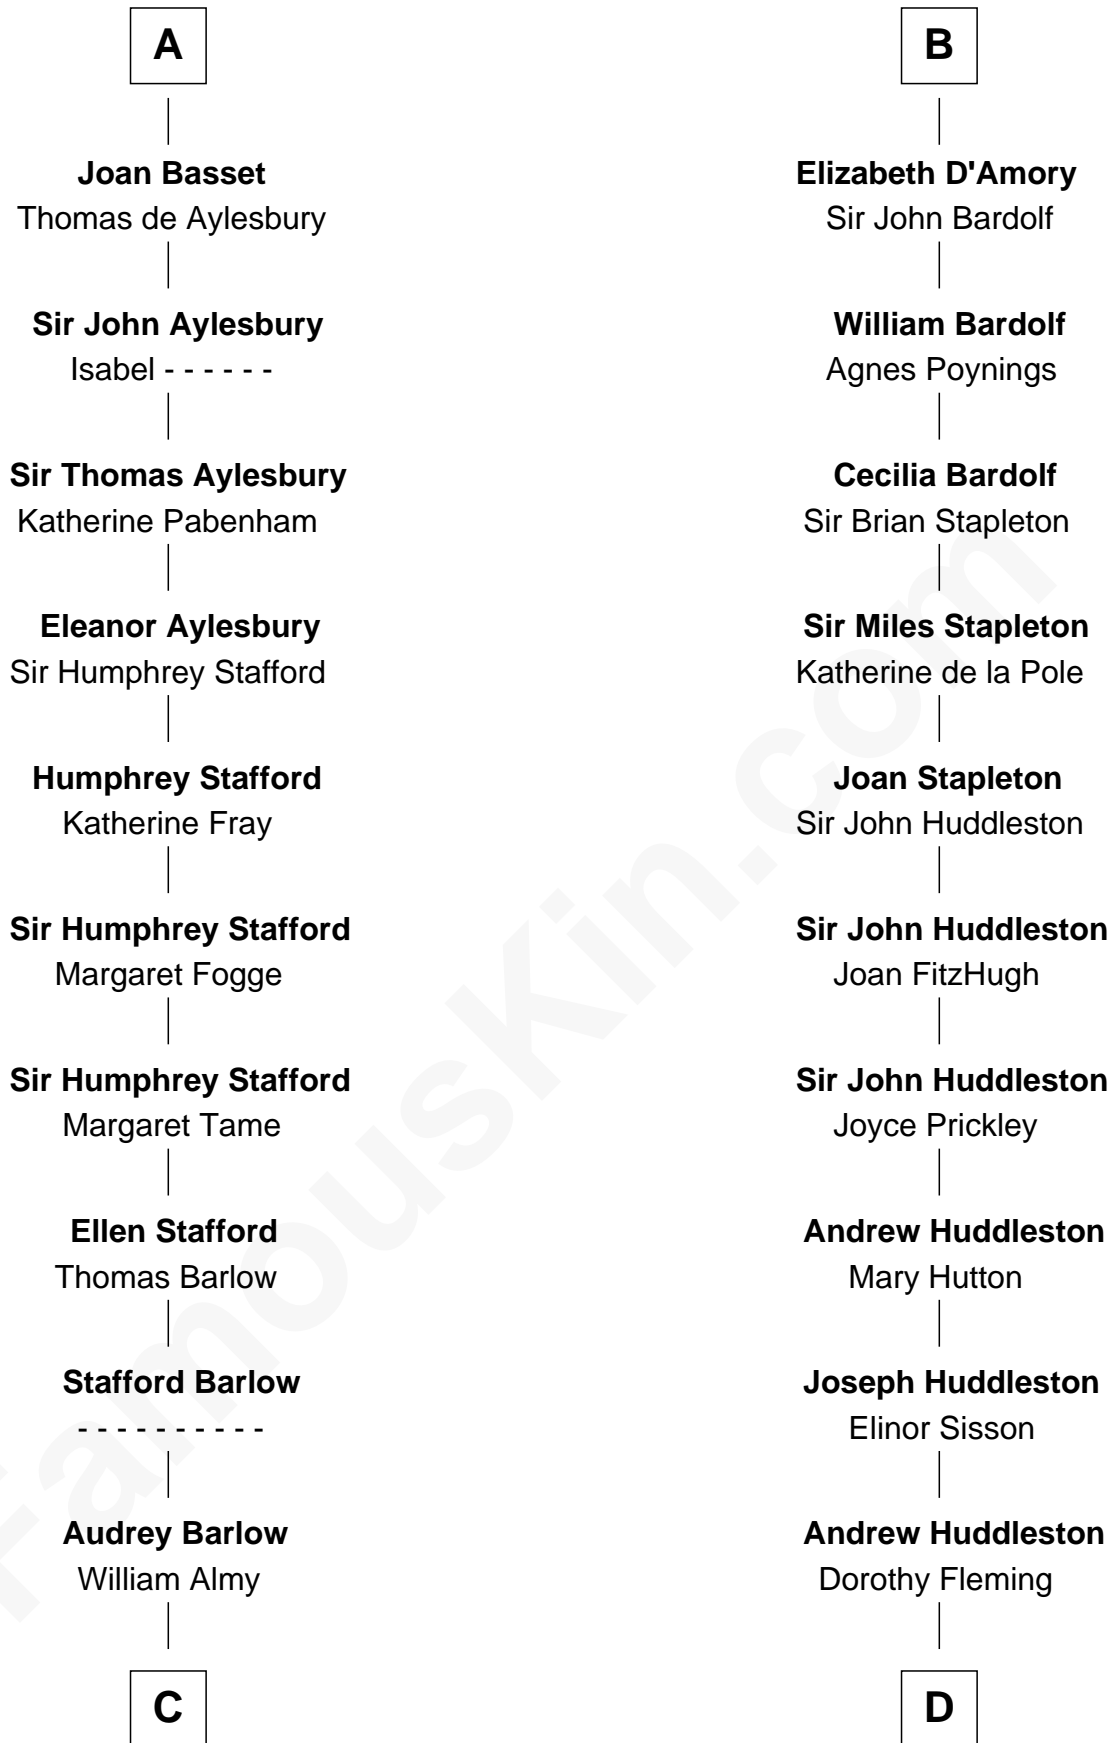 A
Joan Basset
Thomas de Aylesbury
Sir John Aylesbury
Isabel - - - - - -
Sir Thomas Aylesbury
Katherine Pabenham
Eleanor Aylesbury
Sir Humphrey Stafford
Humphrey Stafford
Katherine Fray
Sir Humphrey Stafford
Margaret Fogge
Sir Humphrey Stafford
Margaret Tame
Ellen Stafford
Thomas Barlow
Stafford Barlow
- - - - - - - - - -
Audrey Barlow
William Almy
C
B
Elizabeth D'Amory
Sir John Bardolf
William Bardolf
Agnes Poynings
Cecilia Bardolf
Sir Brian Stapleton
Sir Miles Stapleton
Katherine de la Pole
Joan Stapleton
Sir John Huddleston
Sir John Huddleston
Joan FitzHugh
Sir John Huddleston
Joyce Prickley
Andrew Huddleston
Mary Hutton
Joseph Huddleston
Elinor Sisson
Andrew Huddleston
Dorothy Fleming
D
FamousKin.com